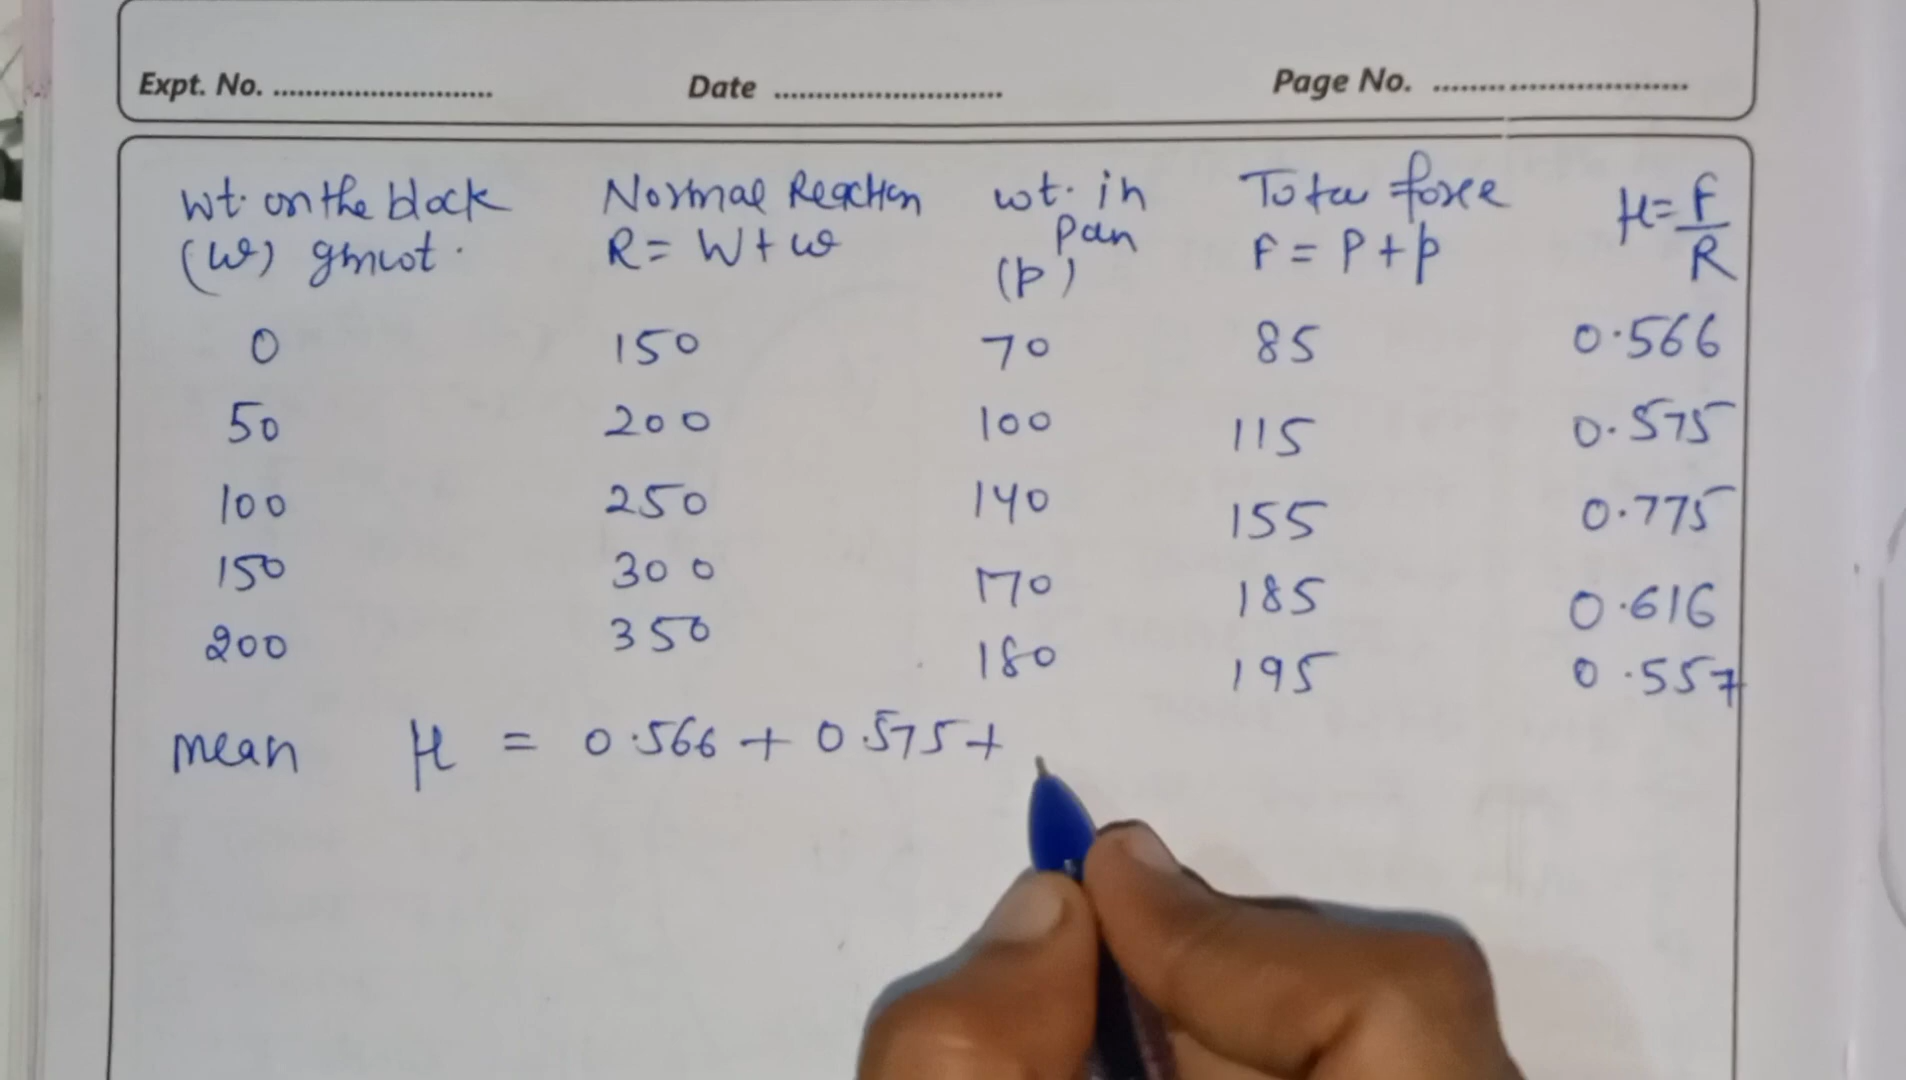 Expt. No. ............................ Date ............................ Page No. ................................
wt. on the block Normal Reaction wt. in Total force μ = F
(w) gmwot. R = W + w Pan F = P + p R
(p)
0 150 70 85 0.566
50 200 100 115 0.575
100 250 140 155 0.775
150 300 170 185 0.616
200 350 180 195 0.557
mean μ = 0.566 + 0.575 +